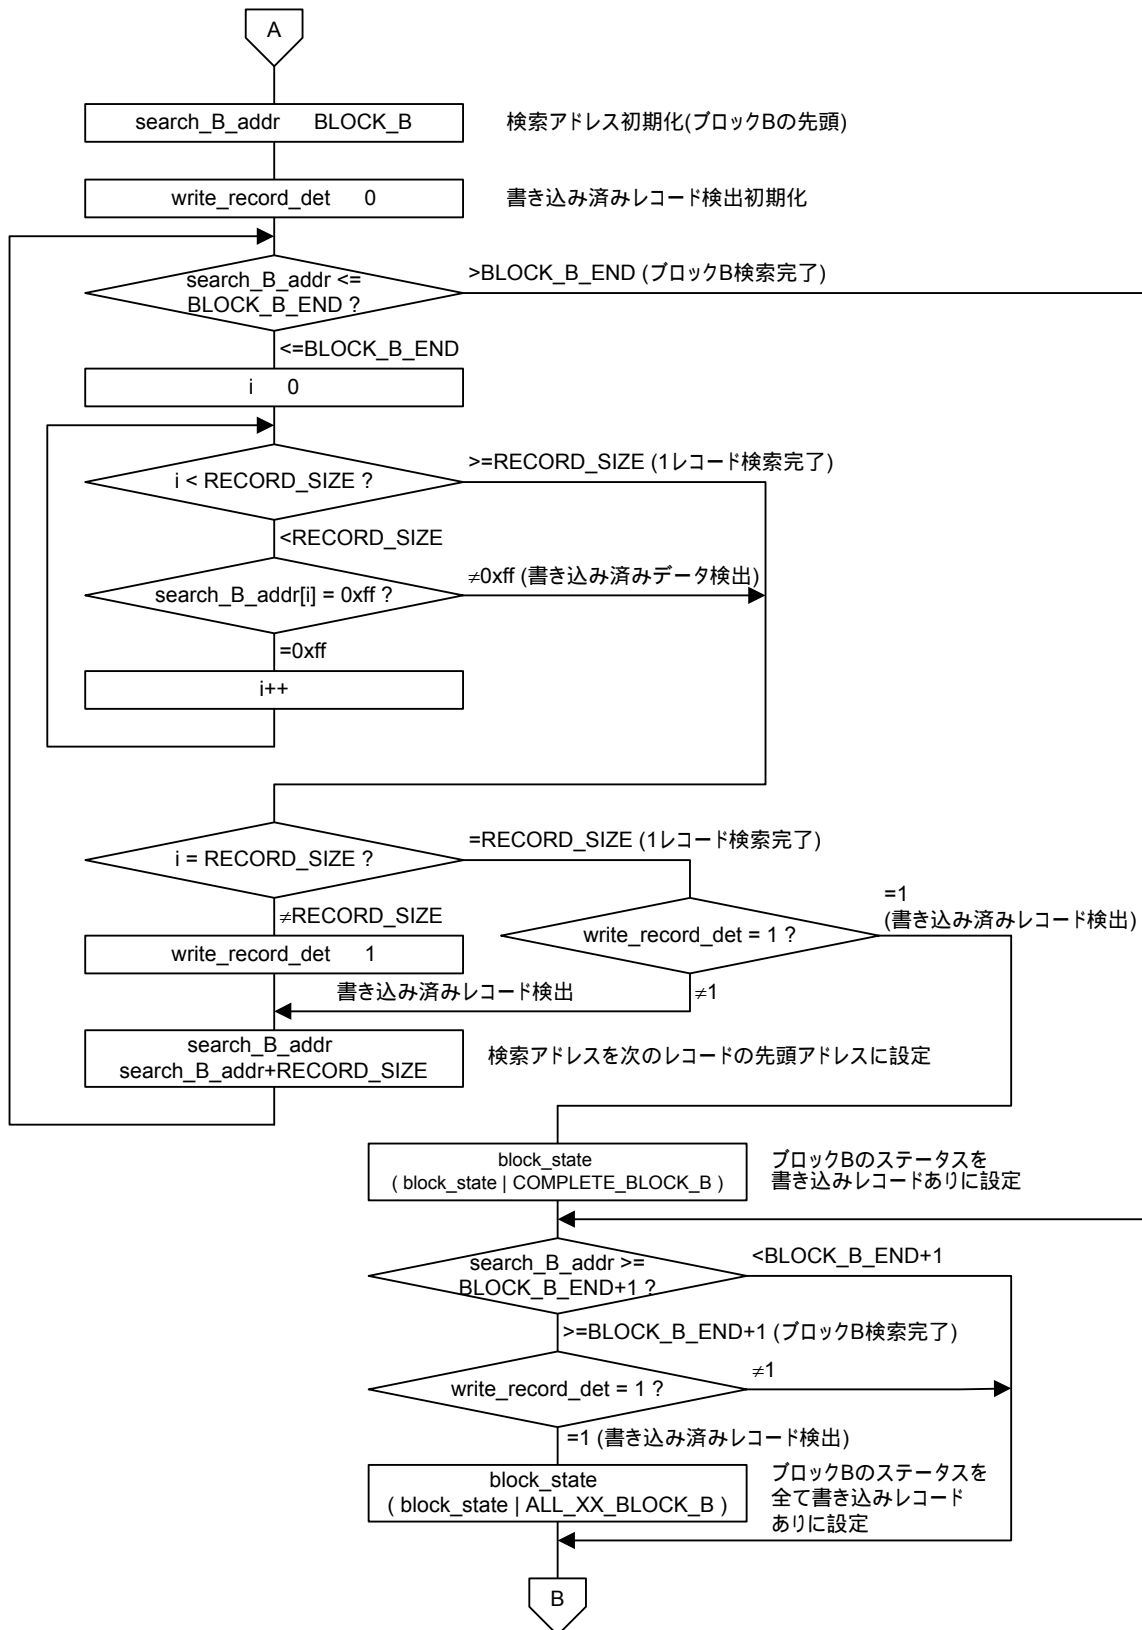 A
search_B_addr BLOCK_B
検索アドレス初期化(ブロックBの先頭)
write_record_det 0
書き込み済みレコード検出初期化
search_B_addr <=
BLOCK_B_END ?
>BLOCK_B_END (ブロックB検索完了)
<=BLOCK_B_END
i 0
i < RECORD_SIZE ?
>=RECORD_SIZE (1レコード検索完了)
<RECORD_SIZE
search_B_addr[i] = 0xff ?
≠0xff (書き込み済みデータ検出)
=0xff
i++
i = RECORD_SIZE ?
=RECORD_SIZE (1レコード検索完了)
≠RECORD_SIZE
write_record_det = 1 ?
=1
(書き込み済みレコード検出)
write_record_det 1
書き込み済みレコード検出
≠1
search_B_addr
search_B_addr+RECORD_SIZE
検索アドレスを次のレコードの先頭アドレスに設定
block_state
( block_state | COMPLETE_BLOCK_B )
ブロックBのステータスを
書き込みレコードありに設定
search_B_addr >=
BLOCK_B_END+1 ?
<BLOCK_B_END+1
>=BLOCK_B_END+1 (ブロックB検索完了)
write_record_det = 1 ?
≠1
=1 (書き込み済みレコード検出)
block_state
( block_state | ALL_XX_BLOCK_B )
ブロックBのステータスを
全て書き込みレコード
ありに設定
B